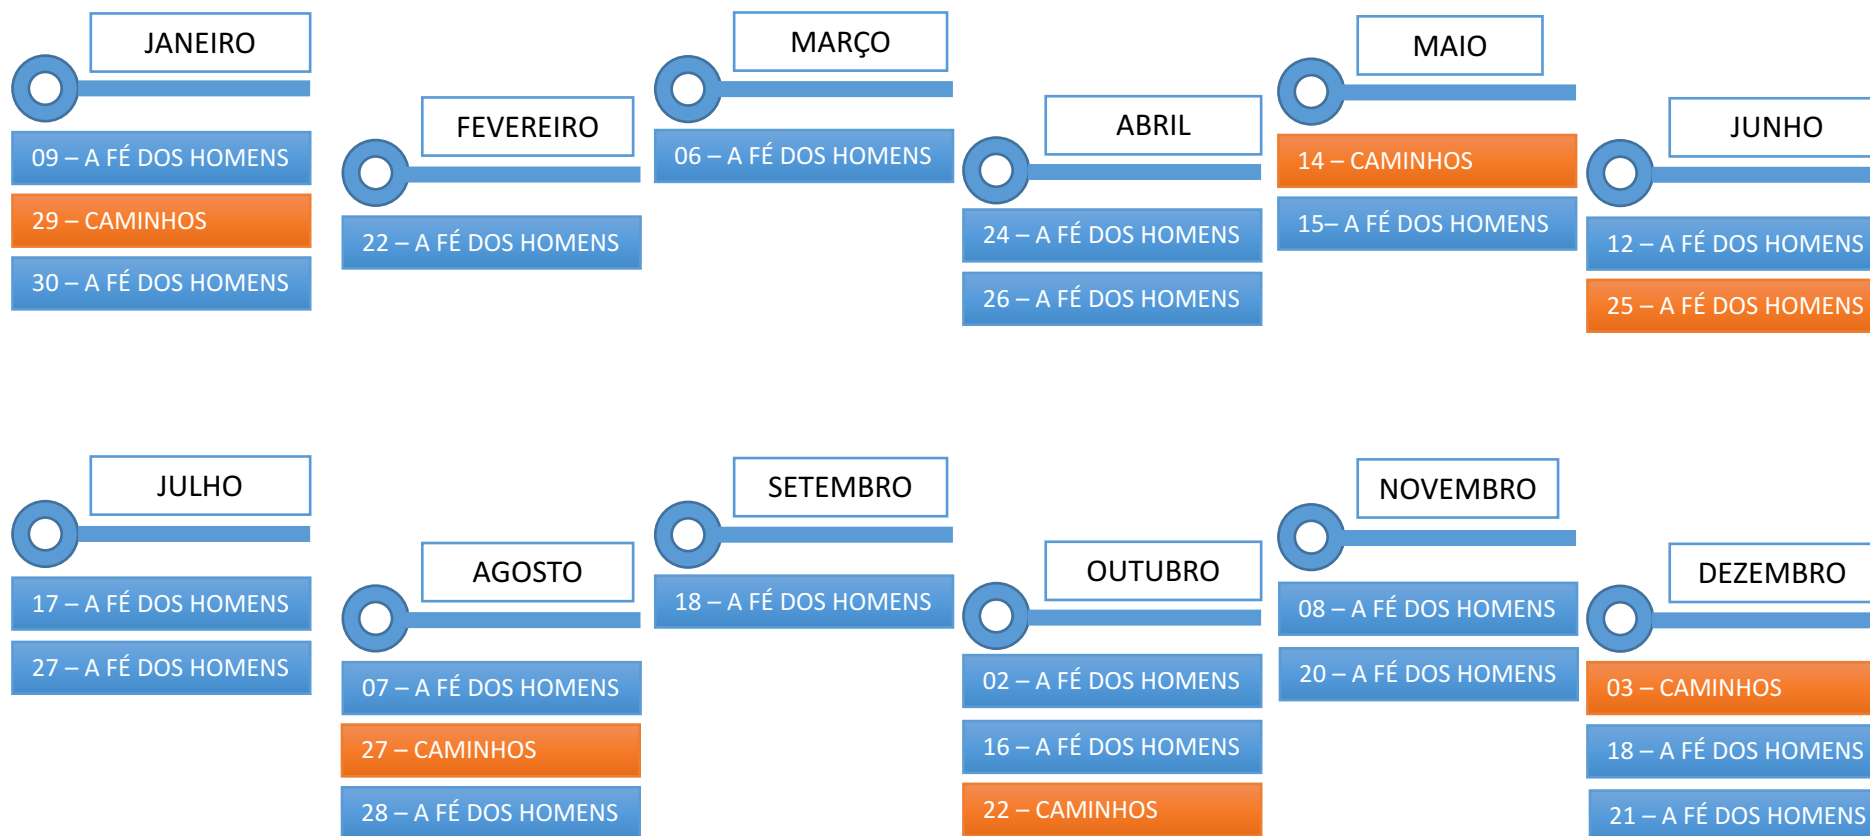 JANEIRO
09 – A FÉ DOS HOMENS
29 – CAMINHOS
30 – A FÉ DOS HOMENS
FEVEREIRO
22 – A FÉ DOS HOMENS
MARÇO
06 – A FÉ DOS HOMENS
ABRIL
24 – A FÉ DOS HOMENS
26 – A FÉ DOS HOMENS
MAIO
14 – CAMINHOS
15– A FÉ DOS HOMENS
JUNHO
12 – A FÉ DOS HOMENS
25 – A FÉ DOS HOMENS
JULHO
17 – A FÉ DOS HOMENS
27 – A FÉ DOS HOMENS
AGOSTO
07 – A FÉ DOS HOMENS
27 – CAMINHOS
28 – A FÉ DOS HOMENS
SETEMBRO
18 – A FÉ DOS HOMENS
OUTUBRO
02 – A FÉ DOS HOMENS
16 – A FÉ DOS HOMENS
22 – CAMINHOS
NOVEMBRO
08 – A FÉ DOS HOMENS
20 – A FÉ DOS HOMENS
DEZEMBRO
03 – CAMINHOS
18 – A FÉ DOS HOMENS
21 – A FÉ DOS HOMENS